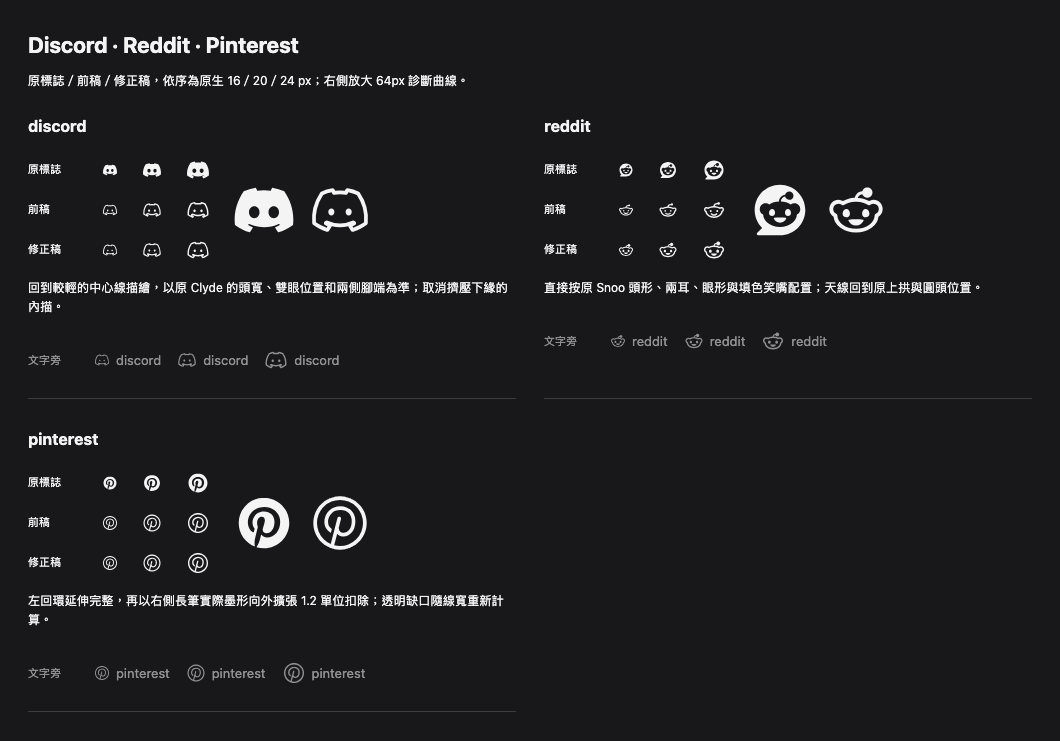 Discord · Reddit · Pinterest
原標誌 / 前稿 / 修正稿，依序為原生 16 / 20 / 24 px；右側放大 64px 診斷曲線。
discord
原標誌
前稿
修正稿
回到較輕的中心線描繪，以原 Clyde 的頭寬、雙眼位置和兩側腳端為準；取消擠壓下緣的
內描。
文字旁 discord discord discord
reddit
原標誌
前稿
修正稿
直接按原 Snoo 頭形、兩耳、眼形與填色笑嘴配置；天線回到原上拱與圓頭位置。
文字旁 reddit reddit reddit
pinterest
原標誌
前稿
修正稿
左回環延伸完整，再以右側長筆實際墨形向外擴張 1.2 單位扣除；透明缺口隨線寬重新計
算。
文字旁 pinterest pinterest pinterest